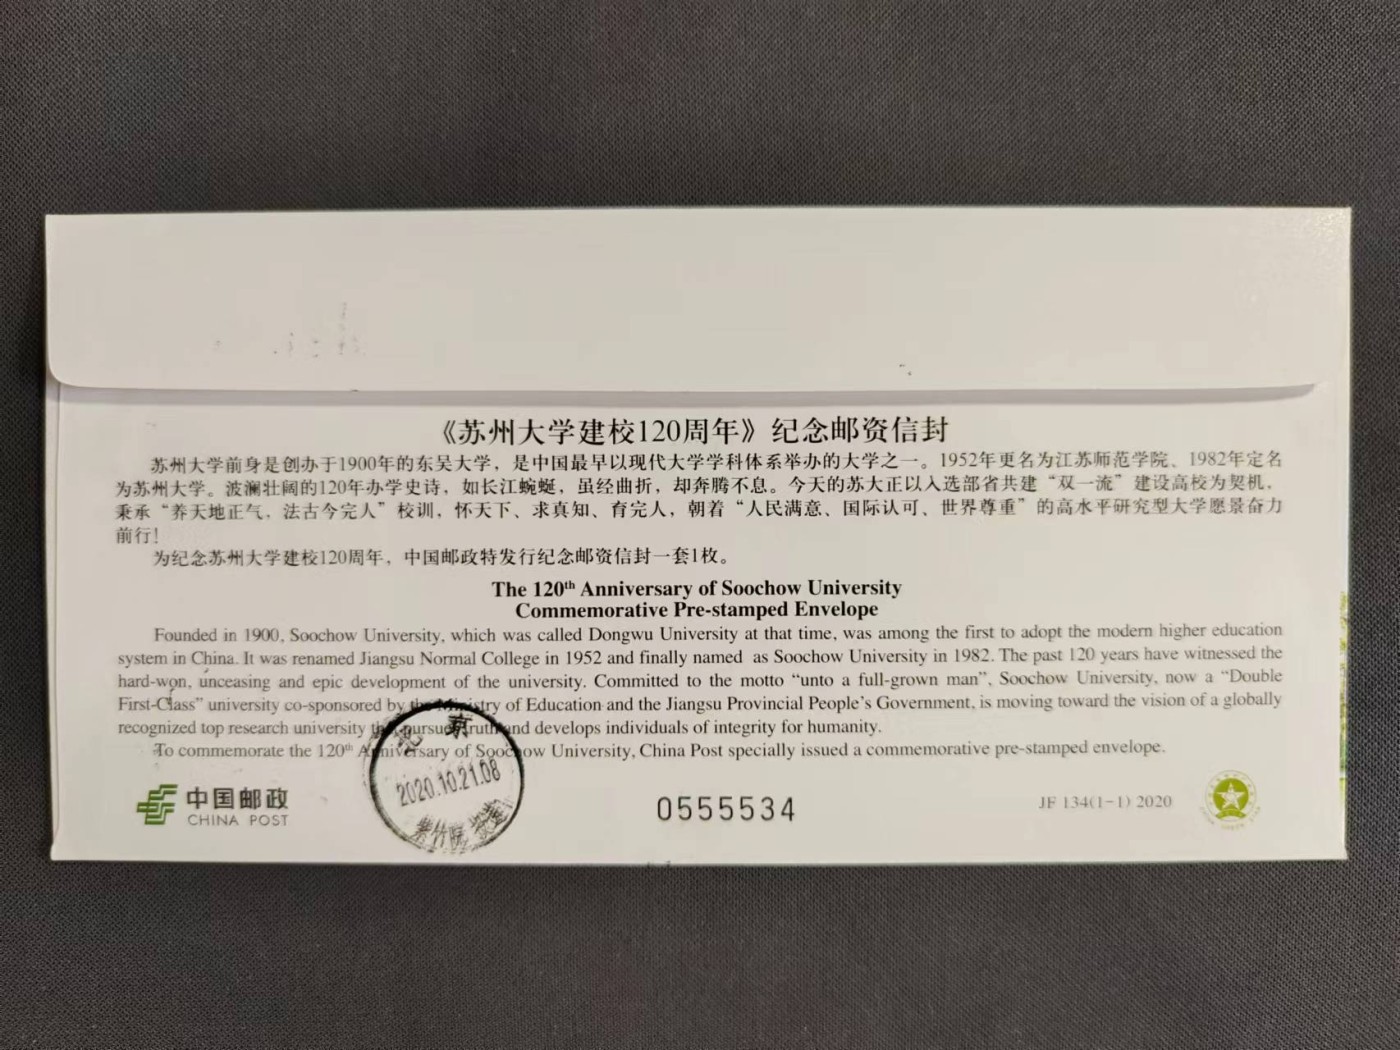 《苏州大学建校120周年》纪念邮资信封
苏州大学前身是创办于1900年的东吴大学，是中国最早以现代大学学科体系举办的大学之一。1952年更名为江苏师范学院、1982年定名
为苏州大学。波澜壮阔的120年办学史诗，如长江蜿蜒，虽经曲折，却奔腾不息。今天的苏大正以入选部省共建“双一流”建设高校为契机，
秉承“养天地正气，法古今完人”校训，怀天下、求真知、育完人，朝着“人民满意、国际认可、世界尊重”的高水平研究型大学愿景奋力
前行！
为纪念苏州大学建校120周年，中国邮政特发行纪念邮资信封一套1枚。
The 120th Anniversary of Soochow University
Commemorative Pre-stamped Envelope
Founded in 1900, Soochow University, which was called Dongwu University at that time, was among the first to adopt the modern higher education
system in China. It was renamed Jiangsu Normal College in 1952 and finally named as Soochow University in 1982. The past 120 years have witnessed the
hard-won, unceasing and epic development of the university. Committed to the motto “unto a full-grown man”, Soochow University, now a “Double
First-Class” university co-sponsored by the Ministry of Education and the Jiangsu Provincial People’s Government, is moving toward the vision of a globally
recognized top research university that pursues truth and develops individuals of integrity for humanity.
To commemorate the 120th Anniversary of Soochow University, China Post specially issued a commemorative pre-stamped envelope.
北京
2020.10.21.08
紫竹院
中国邮政
CHINA POST
0555534
JF 134(1-1) 2020